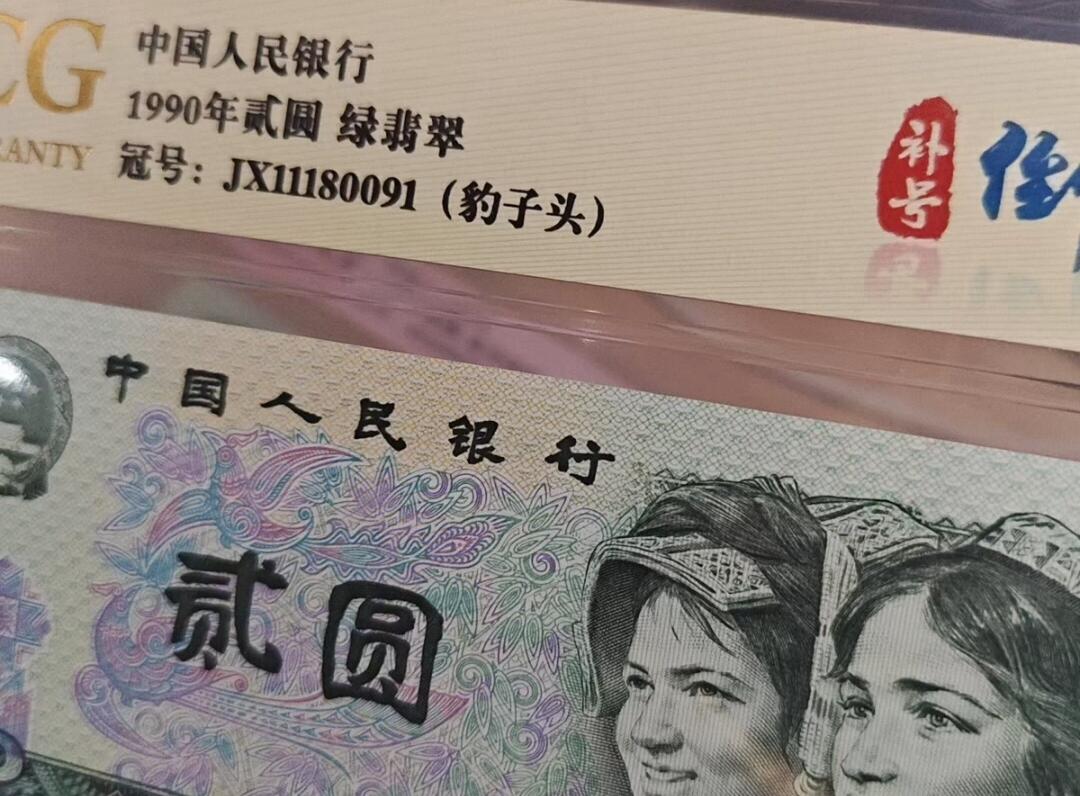 CG
RANTY
中国人民银行
1990年贰圆 绿翡翠
冠号：JX11180091（豹子头）
补号
中国人民银行
贰圆